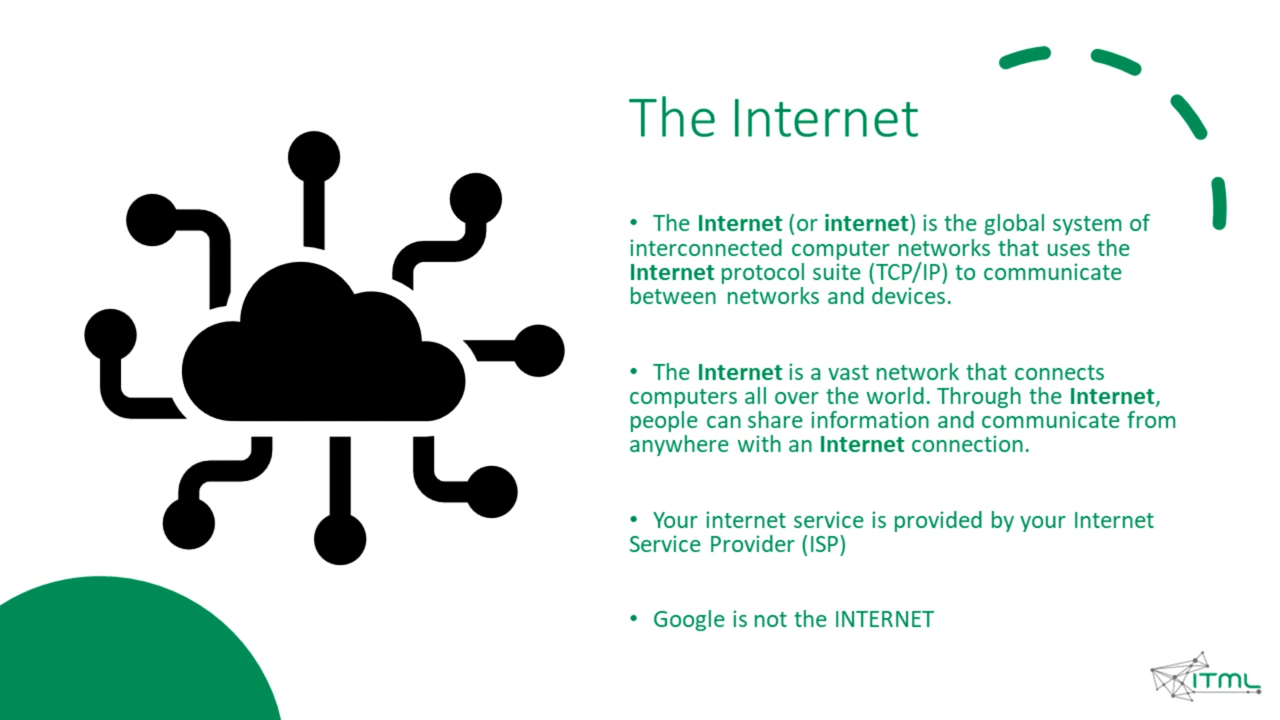 The Internet
• The Internet (or internet) is the global system of
interconnected computer networks that uses the
Internet protocol suite (TCP/IP) to communicate
between networks and devices.
• The Internet is a vast network that connects
computers all over the world. Through the Internet,
people can share information and communicate from
anywhere with an Internet connection.
• Your internet service is provided by your Internet
Service Provider (ISP)
• Google is not the INTERNET
ITML